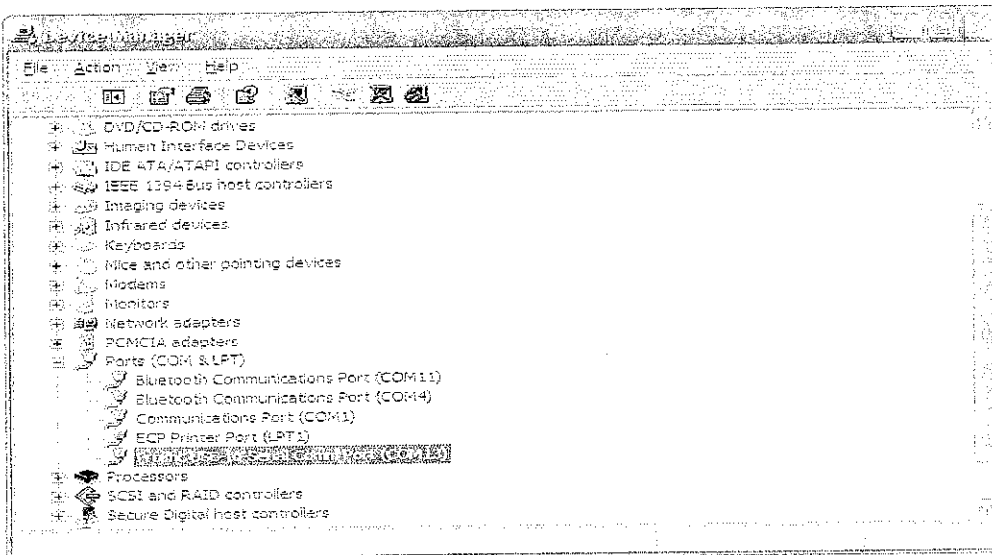 Device Manager
File Action View Help
DVD/CD-ROM drives
Human Interface Devices
IDE ATA/ATAPI controllers
IEEE 1394 Bus host controllers
Imaging devices
Infrared devices
Keyboards
Mice and other pointing devices
Modems
Monitors
Network adapters
PCMCIA adapters
Ports (COM & LPT)
Bluetooth Communications Port (COM11)
Bluetooth Communications Port (COM4)
Communications Port (COM1)
ECP Printer Port (LPT1)
Serial (COM13)
Processors
SCSI and RAID controllers
Secure Digital host controllers